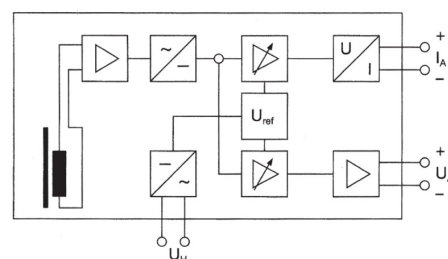 ~
–
U
I
+
I_A
–
U_ref
–
~
+
U
–
U_H